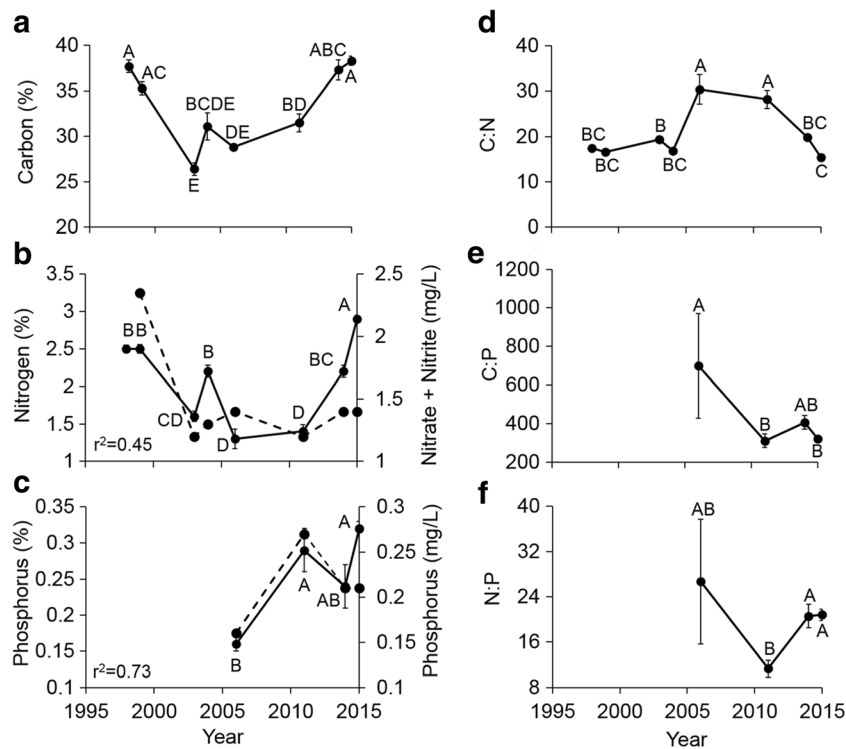 a
40
35
30
25
20
Carbon (%)
A
AC
E
BCDE
DE
BD
ABC
A
b
3.5
3
2.5
2
1.5
1
Nitrogen (%)
2.5
2
1.5
1
Nitrate + Nitrite (mg/L)
B B
CD
B
D
D
BC
A
r²=0.45
c
0.35
0.3
0.25
0.2
0.15
0.1
Phosphorus (%)
0.3
0.25
0.2
0.15
0.1
Phosphorus (mg/L)
B
A
AB
A
r²=0.73
1995 2000 2005 2010 2015
Year
d
40
30
20
10
0
C:N
BC
BC
B
BC
A
A
BC
C
e
1200
1000
800
600
400
200
C:P
A
B
AB
B
f
40
32
24
16
8
N:P
AB
B
A
A
1995 2000 2005 2010 2015
Year